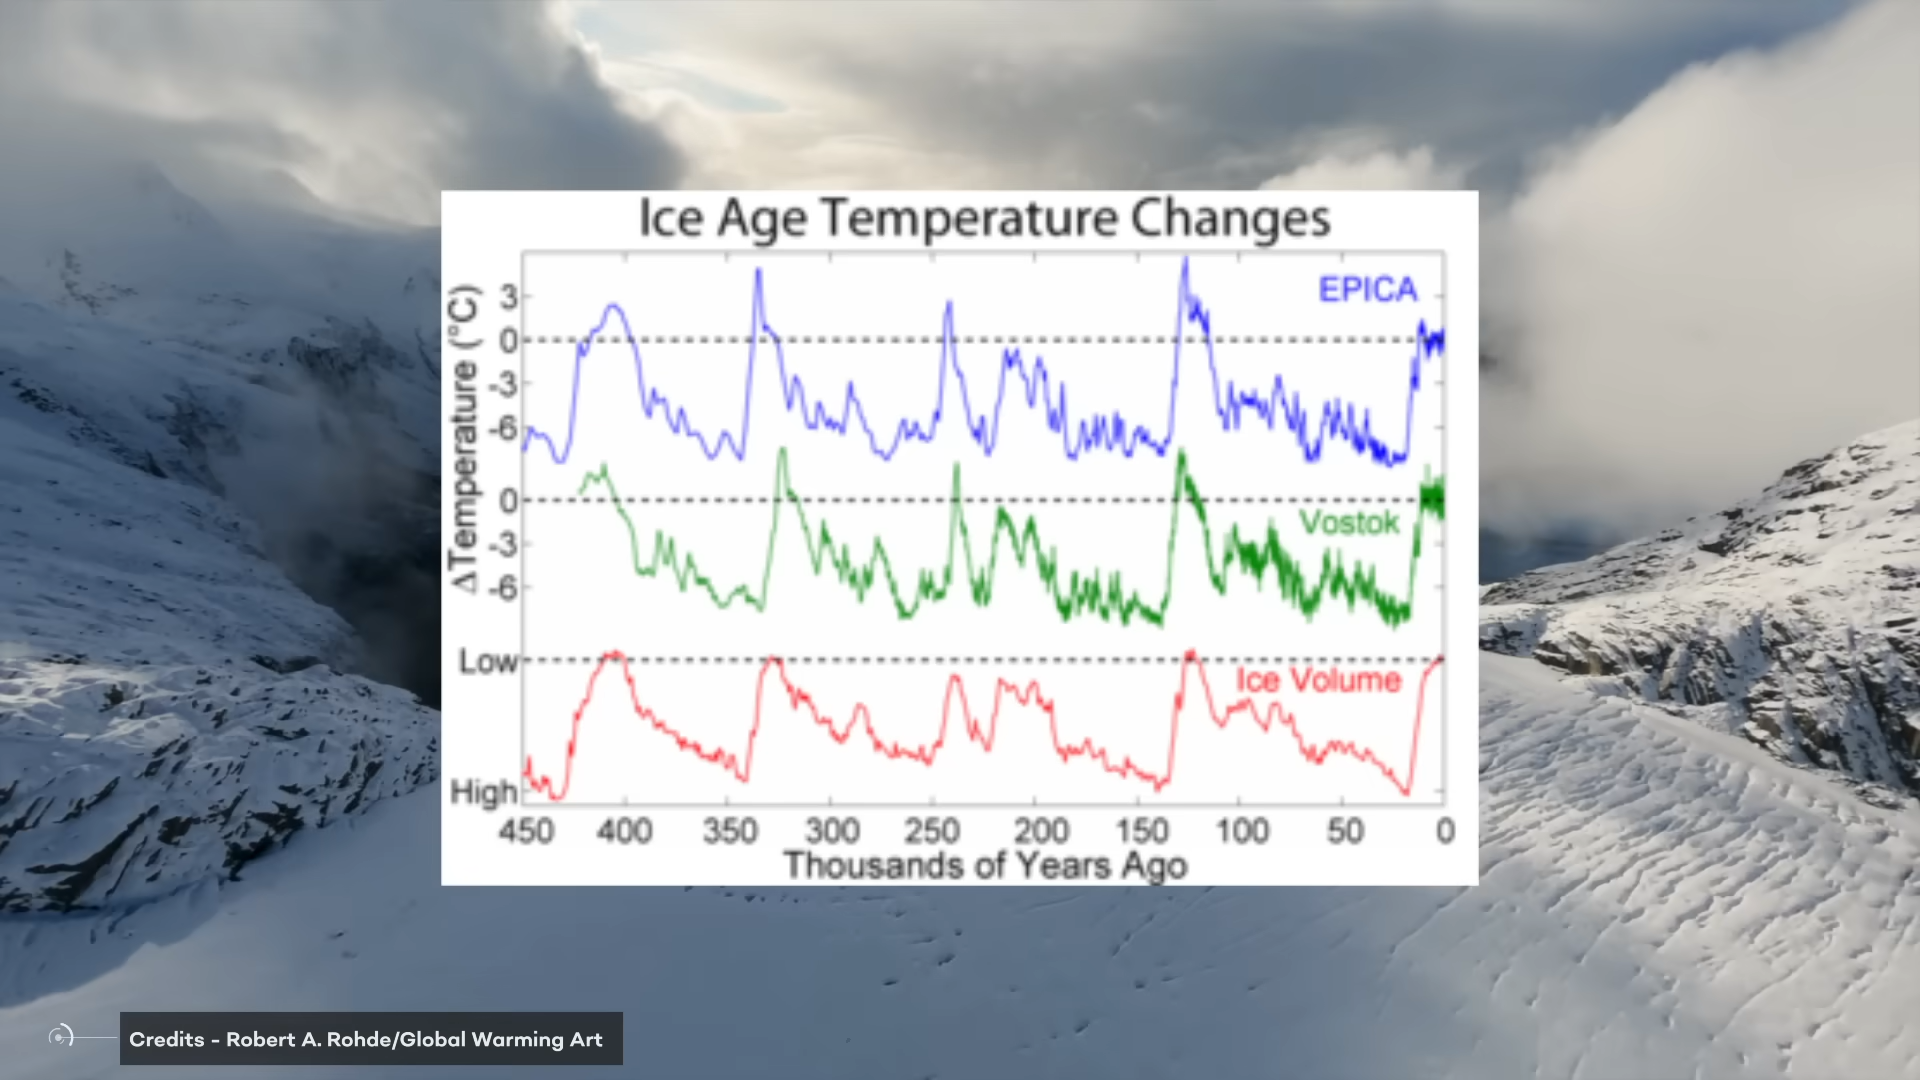 Ice Age Temperature Changes
EPICA
3
0
-3
-6
ΔTemperature (°C)
0
Vostok
-3
-6
Low
Ice Volume
High
450 400 350 300 250 200 150 100 50 0
Thousands of Years Ago
Credits - Robert A. Rohde/Global Warming Art